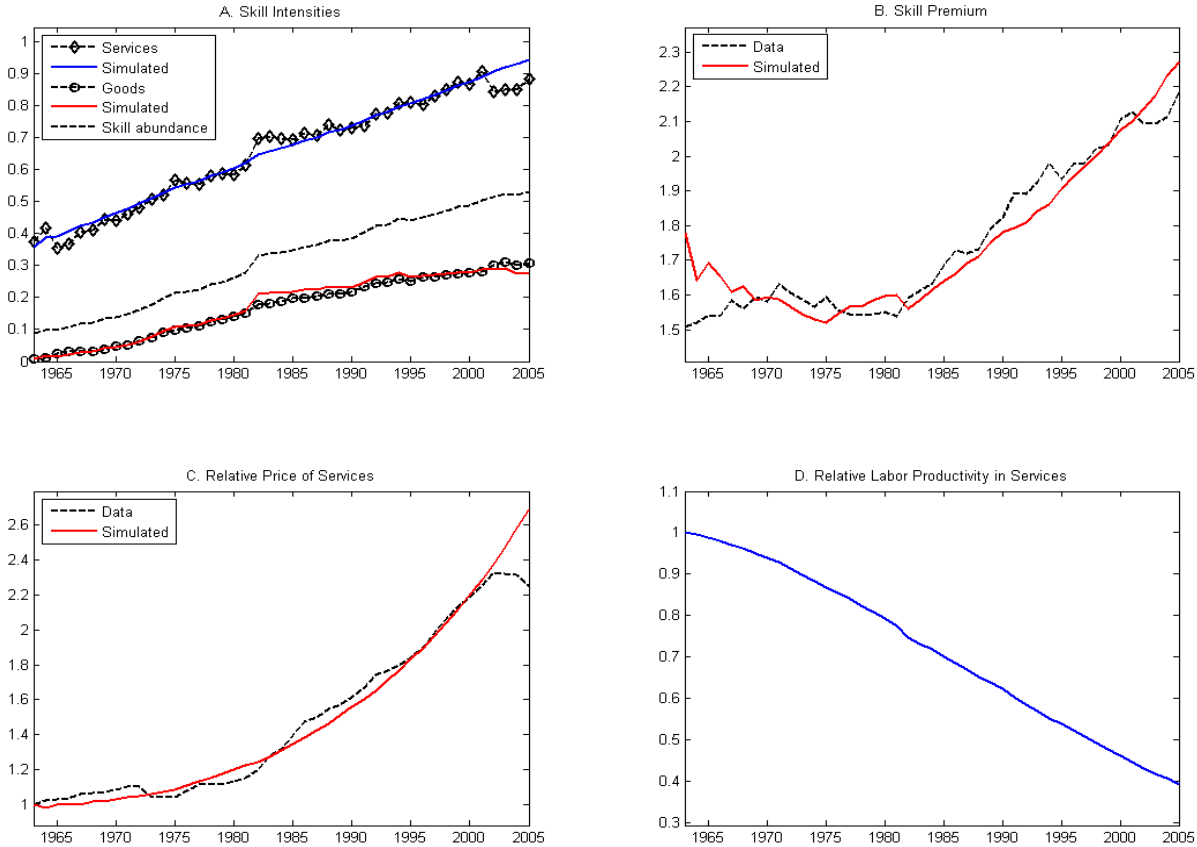 A. Skill Intensities
1
0.9
0.8
0.7
0.6
0.5
0.4
0.3
0.2
0.1
0
Services
Simulated
Goods
Simulated
Skill abundance
1965 1970 1975 1980 1985 1990 1995 2000 2005
B. Skill Premium
2.3
2.2
2.1
2
1.9
1.8
1.7
1.6
1.5
Data
Simulated
1965 1970 1975 1980 1985 1990 1995 2000 2005
C. Relative Price of Services
2.6
2.4
2.2
2
1.8
1.6
1.4
1.2
1
Data
Simulated
1965 1970 1975 1980 1985 1990 1995 2000 2005
D. Relative Labor Productivity in Services
1.1
1
0.9
0.8
0.7
0.6
0.5
0.4
0.3
1965 1970 1975 1980 1985 1990 1995 2000 2005